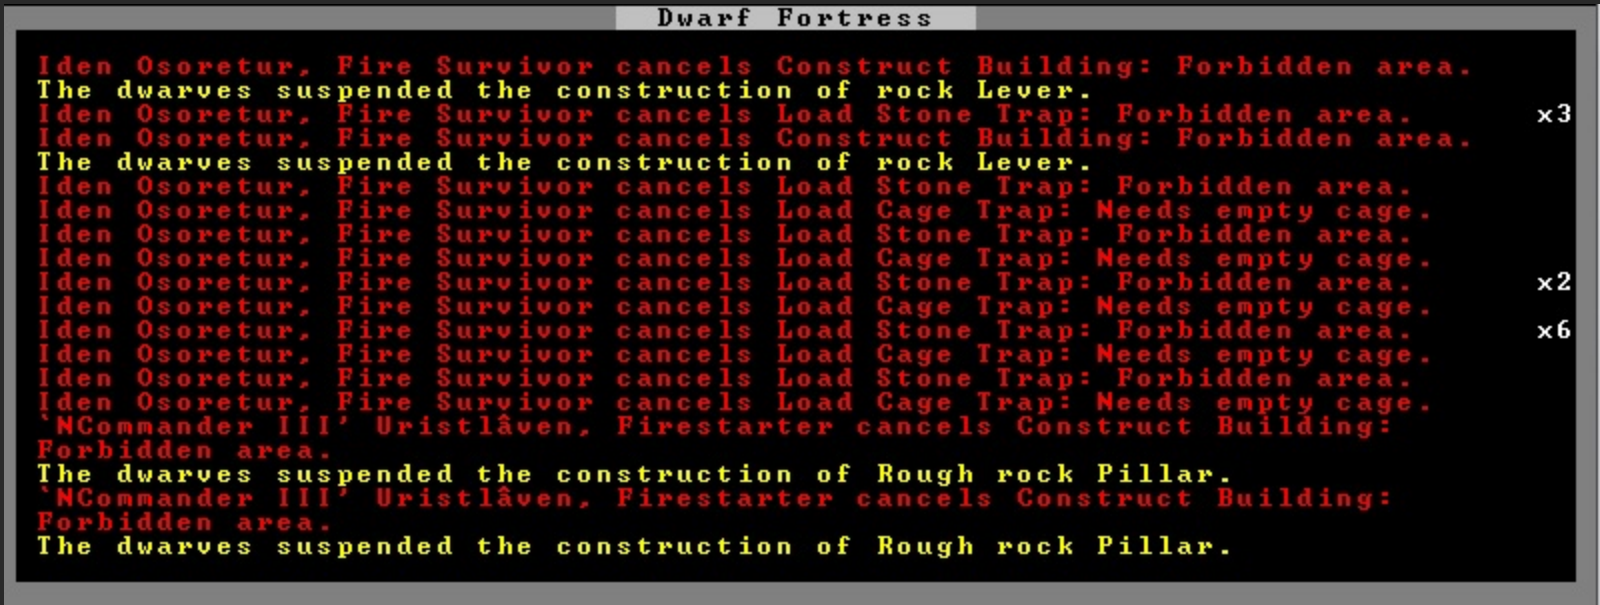 Dwarf Fortress
Iden Osoretur, Fire Survivor cancels Construct Building: Forbidden area.
The dwarves suspended the construction of rock Lever.
Iden Osoretur, Fire Survivor cancels Load Stone Trap: Forbidden area. x3
Iden Osoretur, Fire Survivor cancels Construct Building: Forbidden area.
The dwarves suspended the construction of rock Lever.
Iden Osoretur, Fire Survivor cancels Load Stone Trap: Forbidden area.
Iden Osoretur, Fire Survivor cancels Load Cage Trap: Needs empty cage.
Iden Osoretur, Fire Survivor cancels Load Stone Trap: Forbidden area.
Iden Osoretur, Fire Survivor cancels Load Cage Trap: Needs empty cage.
Iden Osoretur, Fire Survivor cancels Load Stone Trap: Forbidden area. x2
Iden Osoretur, Fire Survivor cancels Load Cage Trap: Needs empty cage.
Iden Osoretur, Fire Survivor cancels Load Stone Trap: Forbidden area. x6
Iden Osoretur, Fire Survivor cancels Load Cage Trap: Needs empty cage.
Iden Osoretur, Fire Survivor cancels Load Stone Trap: Forbidden area.
Iden Osoretur, Fire Survivor cancels Load Cage Trap: Needs empty cage.
`NCommander III' Uristlâven, Firestarter cancels Construct Building:
Forbidden area.
The dwarves suspended the construction of Rough rock Pillar.
`NCommander III' Uristlâven, Firestarter cancels Construct Building:
Forbidden area.
The dwarves suspended the construction of Rough rock Pillar.